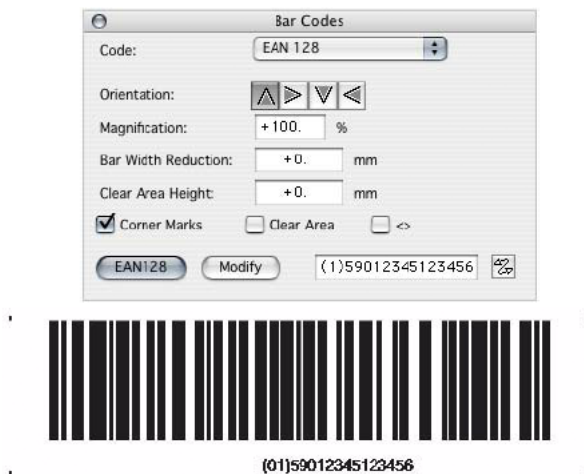 Bar Codes
Code: EAN 128
Orientation:
Magnification: +100. %
Bar Width Reduction: +0. mm
Clear Area Height: +0. mm
Corner Marks Clear Area <>
EAN128 Modify (1)59012345123456
(01)59012345123456